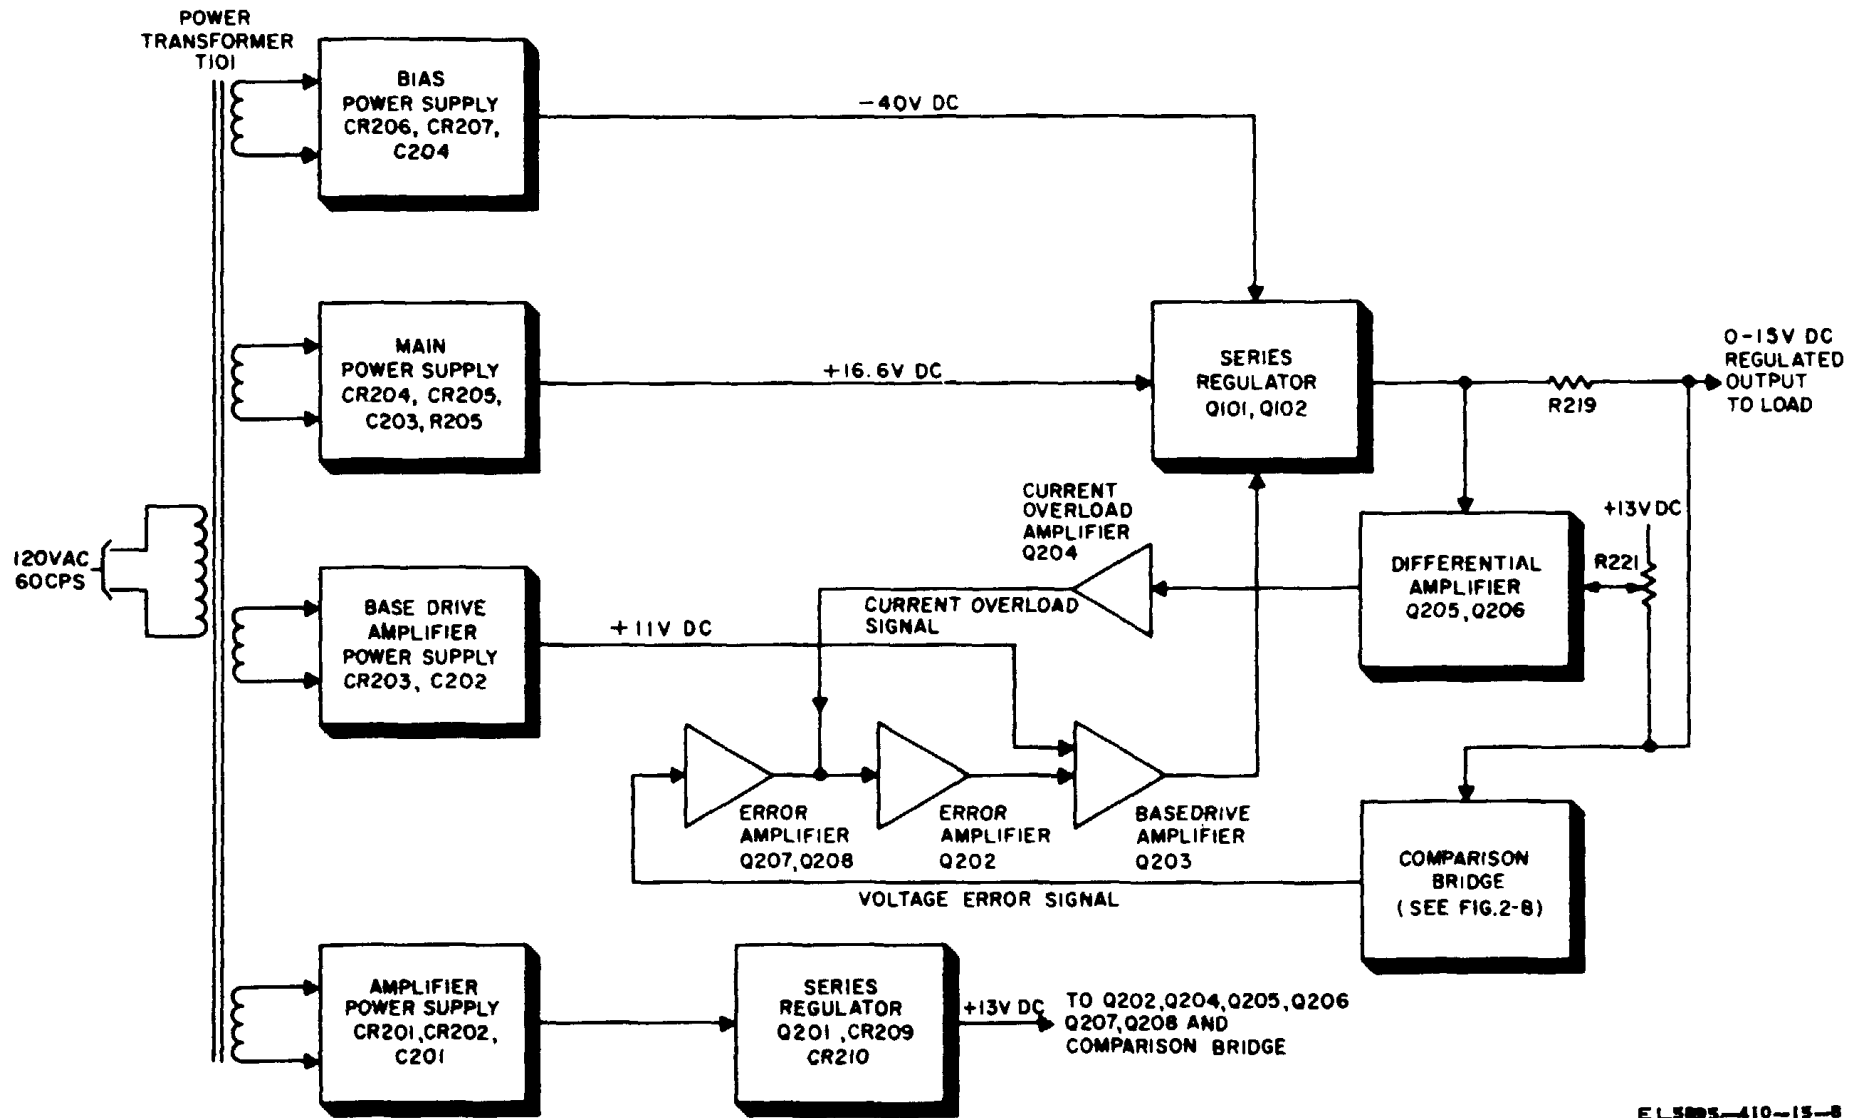 POWER
TRANSFORMER
T101
BIAS
POWER SUPPLY
CR206, CR207,
C204
-40V DC
MAIN
POWER SUPPLY
CR204, CR205,
C203, R205
+16.6V DC
SERIES
REGULATOR
Q101, Q102
R219
0-15V DC
REGULATED
OUTPUT
TO LOAD
120VAC
60CPS
BASE DRIVE
AMPLIFIER
POWER SUPPLY
CR203, C202
+11V DC
CURRENT
OVERLOAD
AMPLIFIER
Q204
CURRENT OVERLOAD
SIGNAL
DIFFERENTIAL
AMPLIFIER
Q205,Q206
+13V DC
R221
ERROR
AMPLIFIER
Q207,Q208
ERROR
AMPLIFIER
Q202
BASEDRIVE
AMPLIFIER
Q203
VOLTAGE ERROR SIGNAL
COMPARISON
BRIDGE
(SEE FIG.2-8)
AMPLIFIER
POWER SUPPLY
CR201,CR202,
C201
SERIES
REGULATOR
Q201,CR209
CR210
+13V DC
TO Q202,Q204,Q205,Q206
Q207,Q208 AND
COMPARISON BRIDGE
EL5895-410-15-8